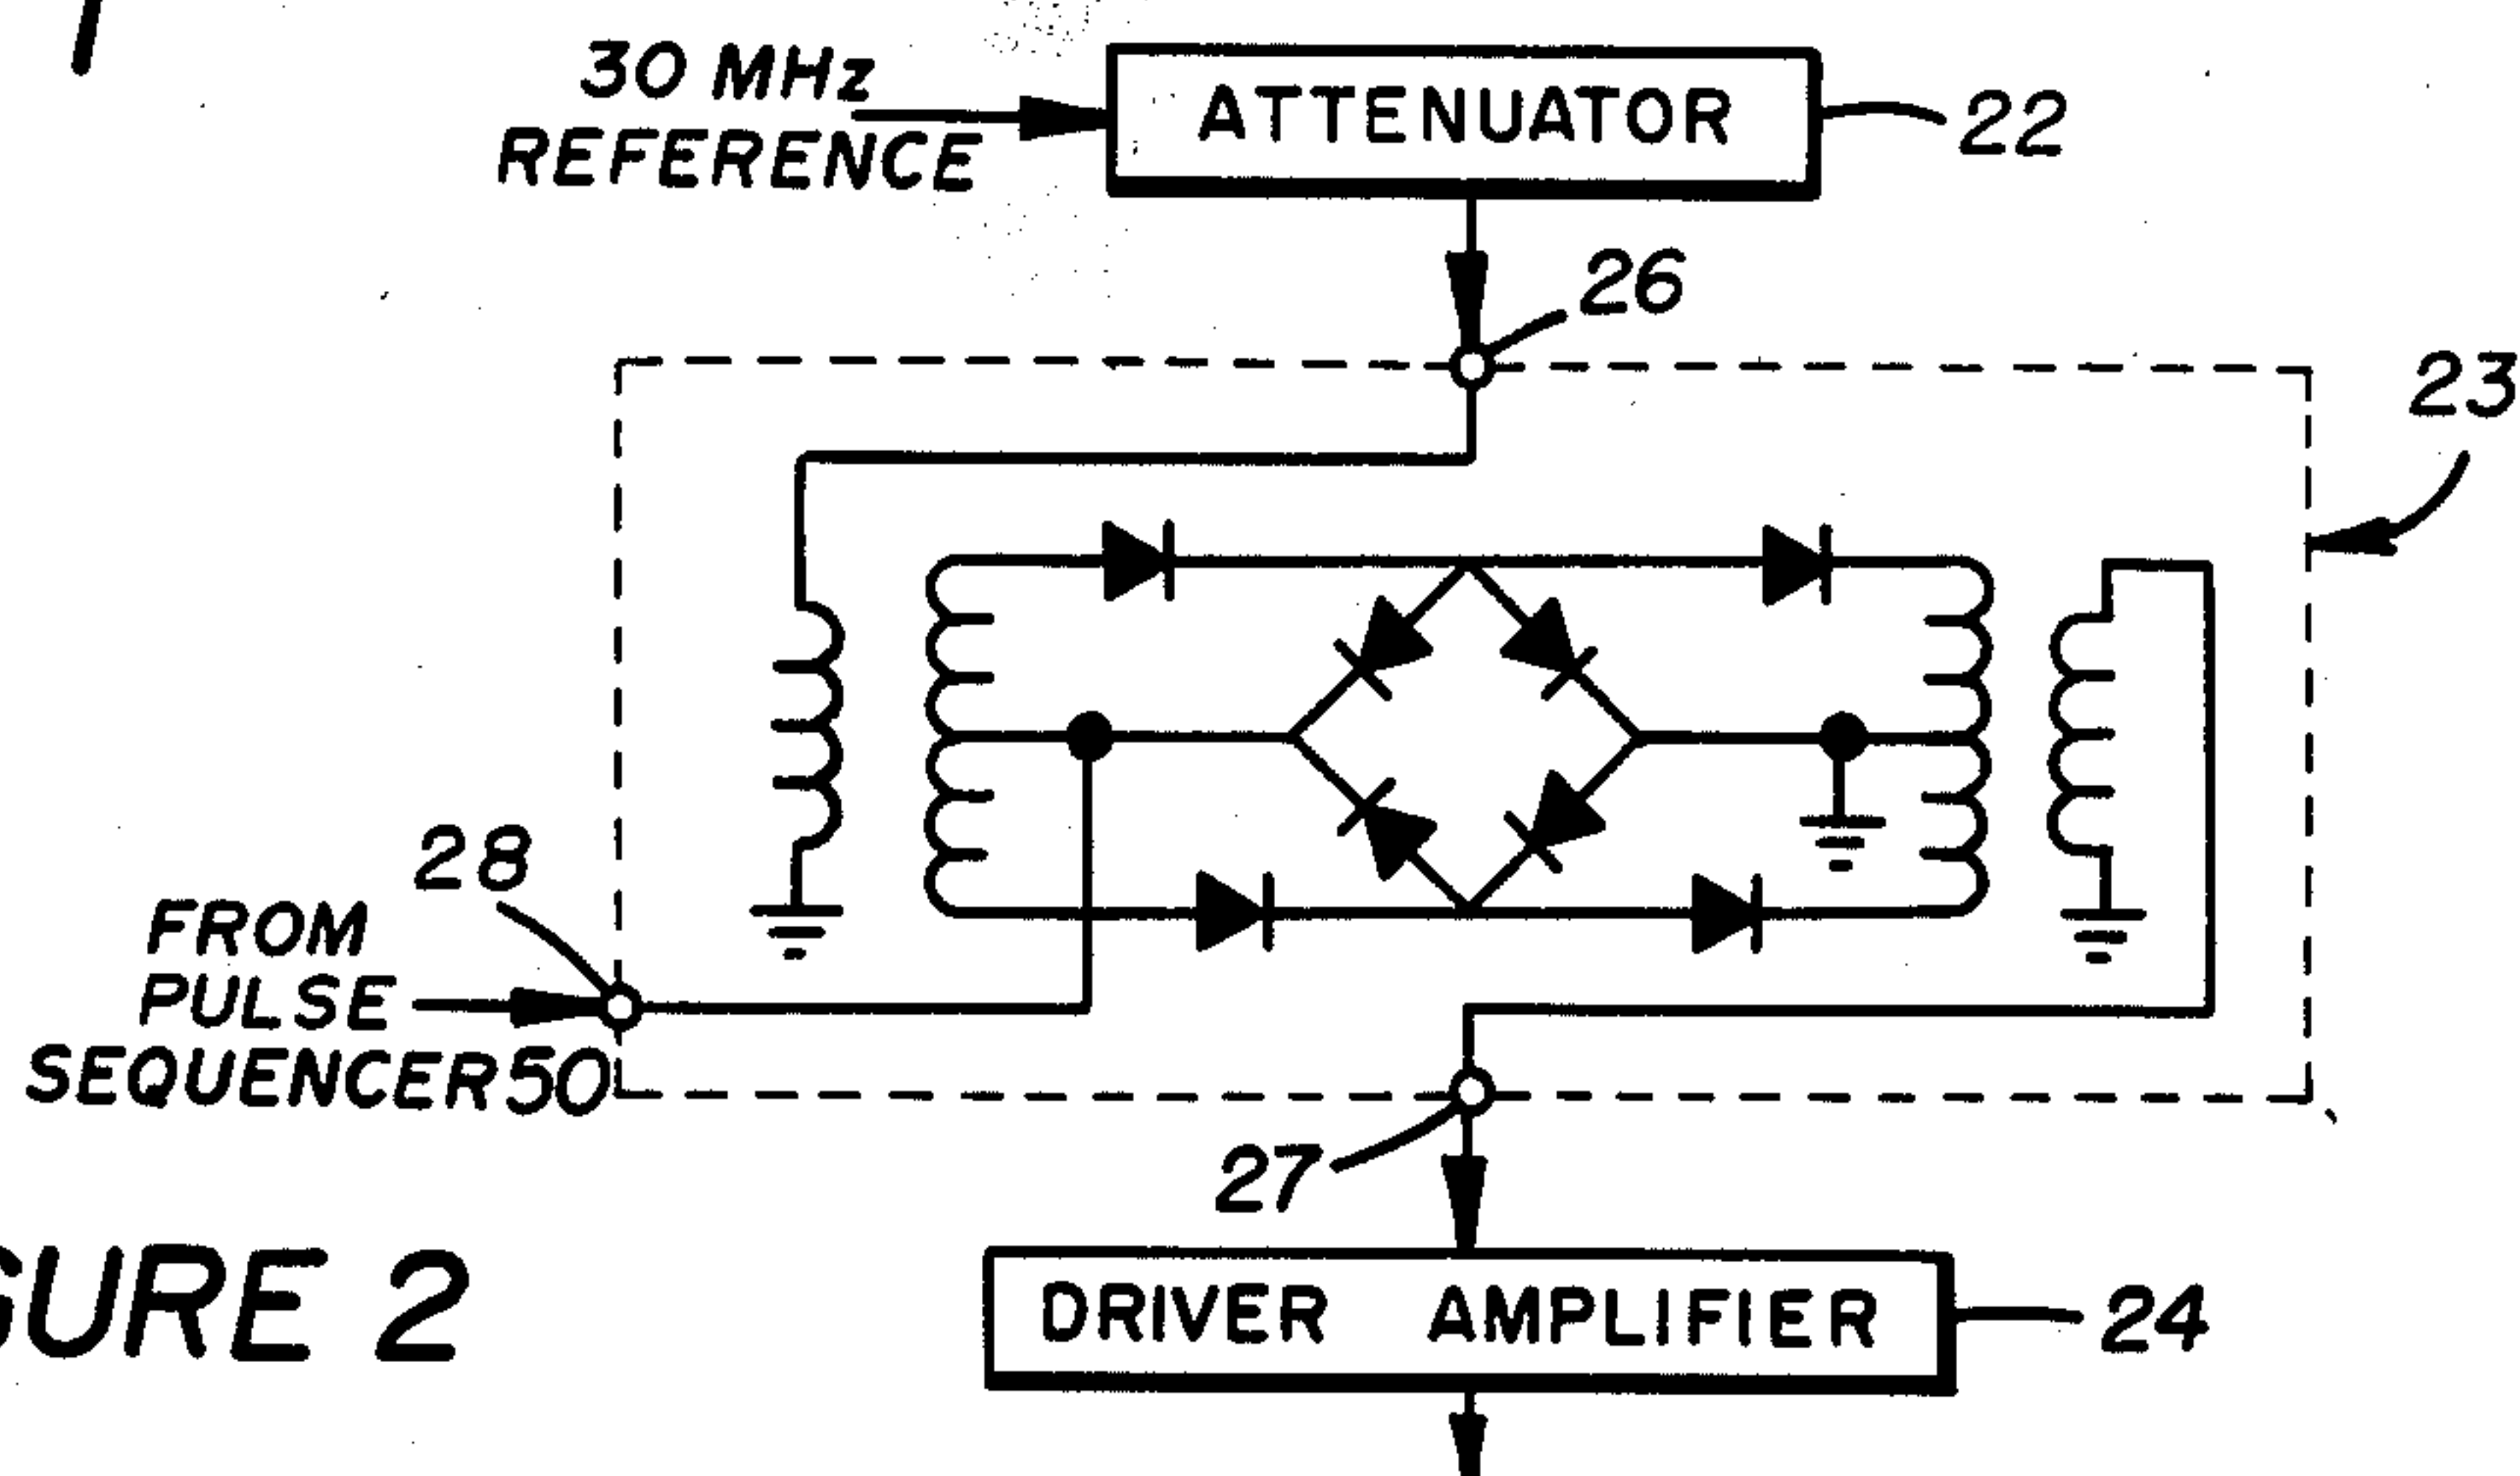 30 MHz
REFERENCE
ATTENUATOR
22
26
23
28
FROM
PULSE
SEQUENCER 50
27
DRIVER AMPLIFIER
24
GURE 2